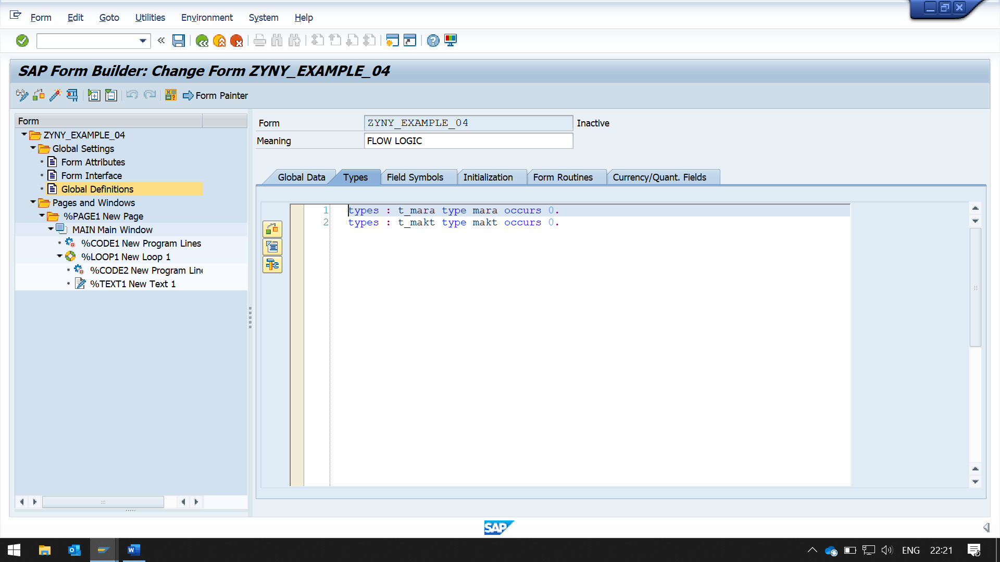 Form Edit Goto Utilities Environment System Help
SAP Form Builder: Change Form ZYNY_EXAMPLE_04
Form Painter
Form
ZYNY_EXAMPLE_04
Global Settings
Form Attributes
Form Interface
Global Definitions
Pages and Windows
%PAGE1 New Page
MAIN Main Window
%CODE1 New Program Lines
%LOOP1 New Loop 1
%CODE2 New Program Line
%TEXT1 New Text 1
Form ZYNY_EXAMPLE_04 Inactive
Meaning FLOW LOGIC
Global Data Types Field Symbols Initialization Form Routines Currency/Quant. Fields
1 types : t_mara type mara occurs 0.
2 types : t_makt type makt occurs 0.
SAP
ENG 22:21